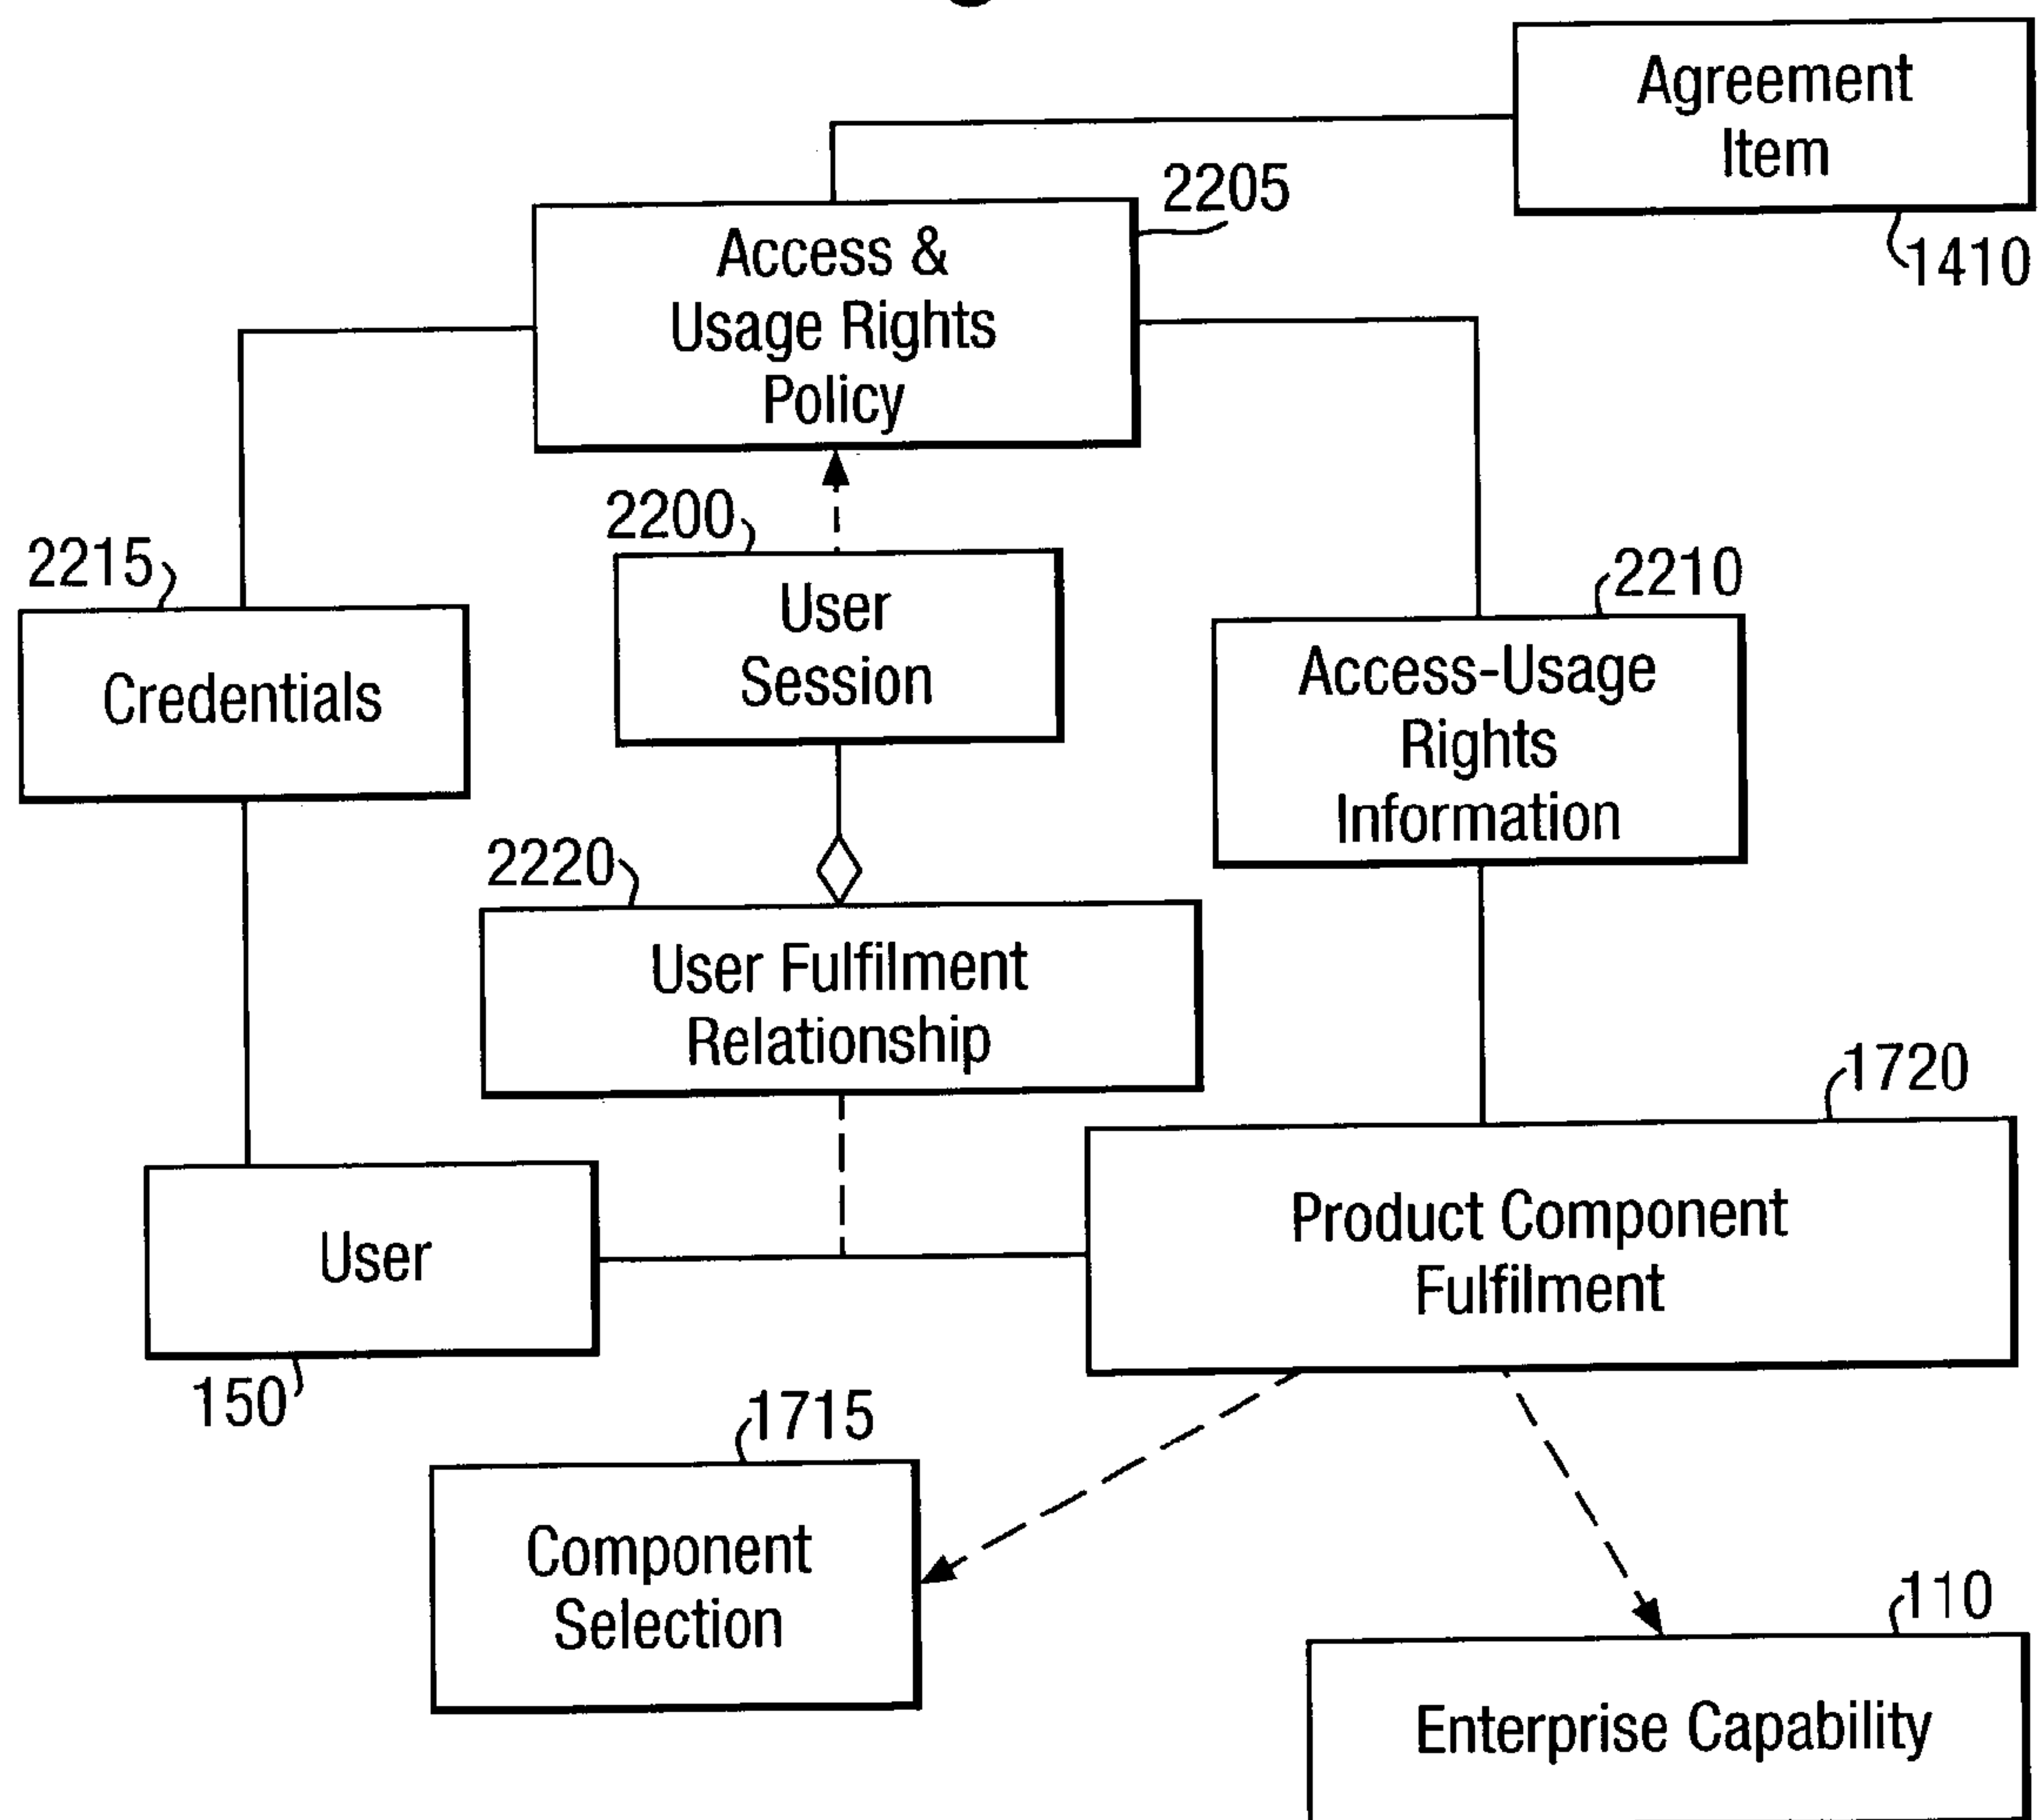 Agreement
Item
1410
2205
Access &
Usage Rights
Policy
2200
User
Session
2215
Credentials
2210
Access-Usage
Rights
Information
2220
User Fulfilment
Relationship
1720
Product Component
Fulfilment
User
150
1715
Component
Selection
110
Enterprise Capability